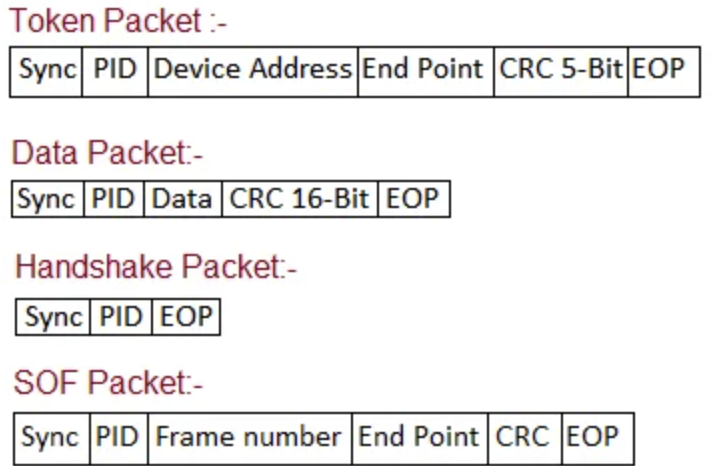 Token Packet :-
Sync PID Device Address End Point CRC 5-Bit EOP
Data Packet:-
Sync PID Data CRC 16-Bit EOP
Handshake Packet:-
Sync PID EOP
SOF Packet:-
Sync PID Frame number End Point CRC EOP